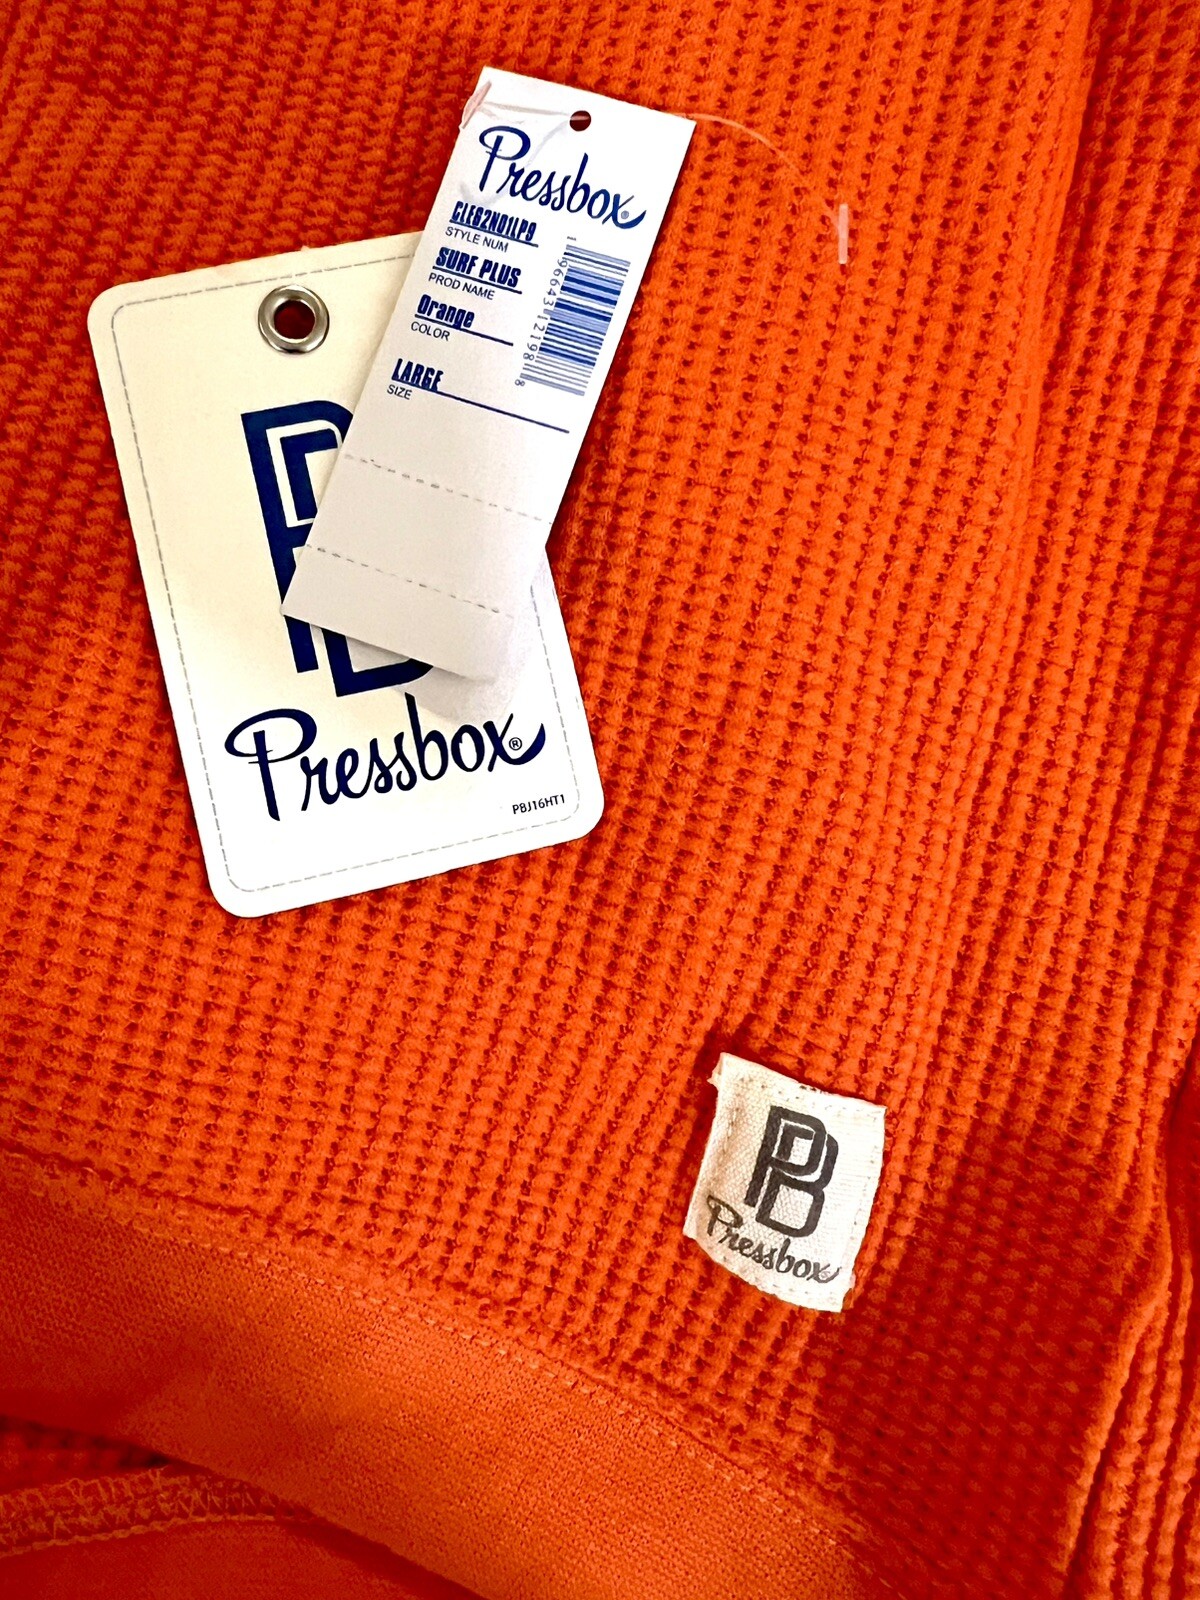 Pressbox®
CLE62N01LP9
STYLE NUM
SURF PLUS
PROD NAME
Orange
COLOR
LARGE
SIZE
PB
Pressbox®
PBJ16HT1
PB
Pressbox